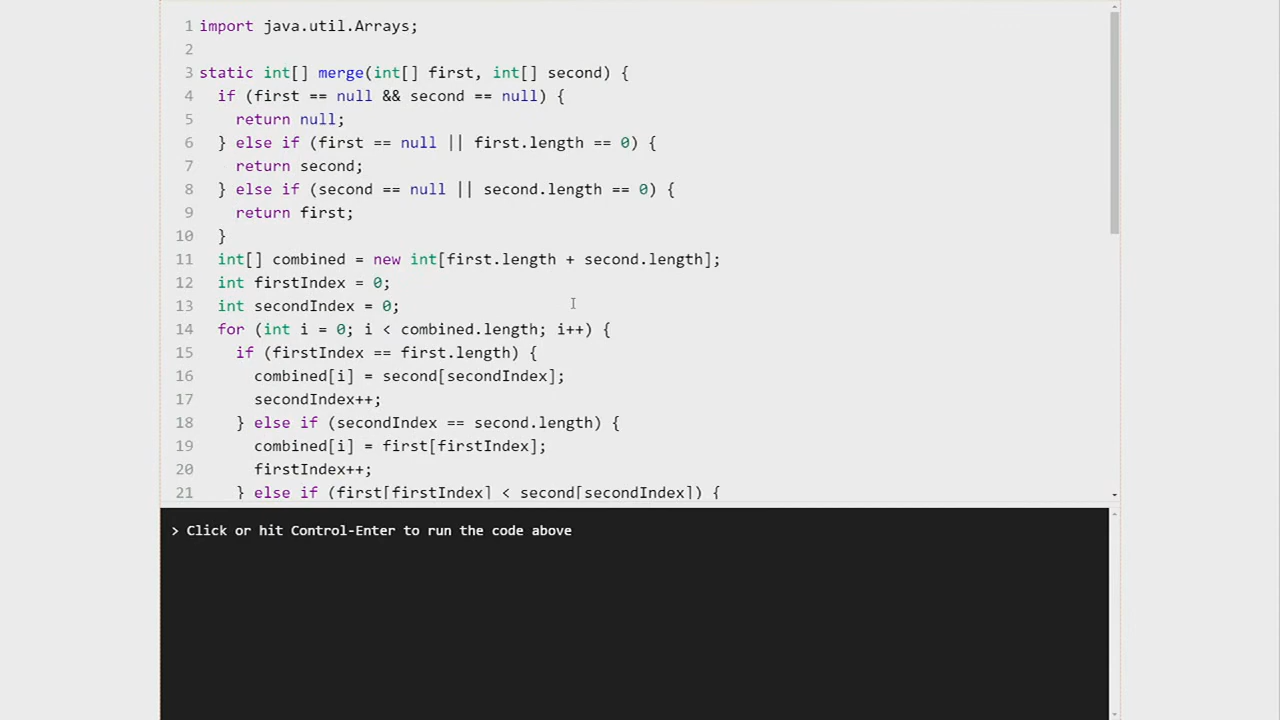 1 import java.util.Arrays;
2
3 static int[] merge(int[] first, int[] second) {
4 if (first == null && second == null) {
5 return null;
6 } else if (first == null || first.length == 0) {
7 return second;
8 } else if (second == null || second.length == 0) {
9 return first;
10 }
11 int[] combined = new int[first.length + second.length];
12 int firstIndex = 0;
13 int secondIndex = 0;
14 for (int i = 0; i < combined.length; i++) {
15 if (firstIndex == first.length) {
16 combined[i] = second[secondIndex];
17 secondIndex++;
18 } else if (secondIndex == second.length) {
19 combined[i] = first[firstIndex];
20 firstIndex++;
21 } else if (first[firstIndex] < second[secondIndex]) {
> Click or hit Control-Enter to run the code above